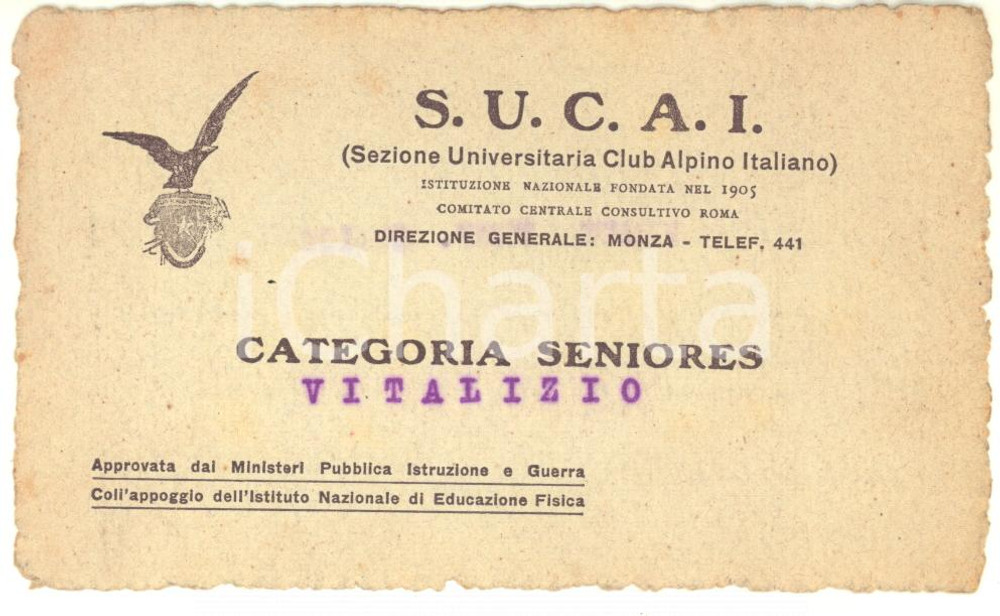 S. U. C. A. I.
(Sezione Universitaria Club Alpino Italiano)
ISTITUZIONE NAZIONALE FONDATA NEL 1905
COMITATO CENTRALE CONSULTIVO ROMA
DIREZIONE GENERALE: MONZA - TELEF. 441
iCharta
CATEGORIA SENIORES
VITALIZIO
Approvata dai Ministeri Pubblica Istruzione e Guerra
Coll'appoggio dell'Istituto Nazionale di Educazione Fisica